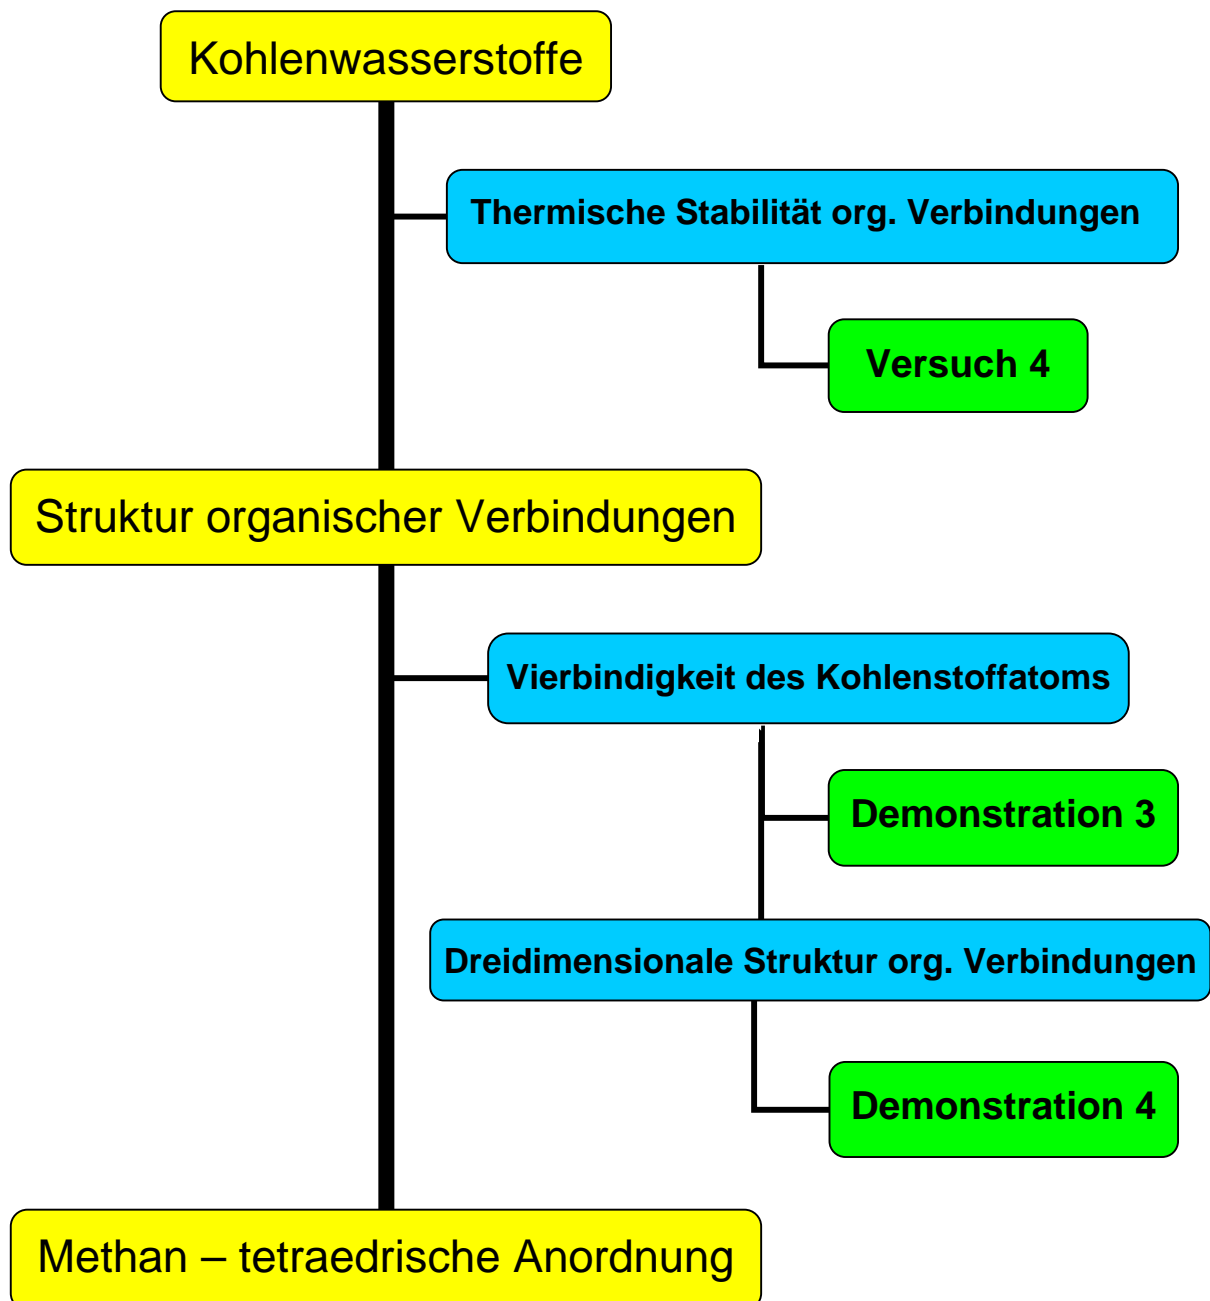 Kohlenwasserstoffe
Thermische Stabilität org. Verbindungen
Versuch 4
Struktur organischer Verbindungen
Vierbindigkeit des Kohlenstoffatoms
Demonstration 3
Dreidimensionale Struktur org. Verbindungen
Demonstration 4
Methan – tetraedrische Anordnung